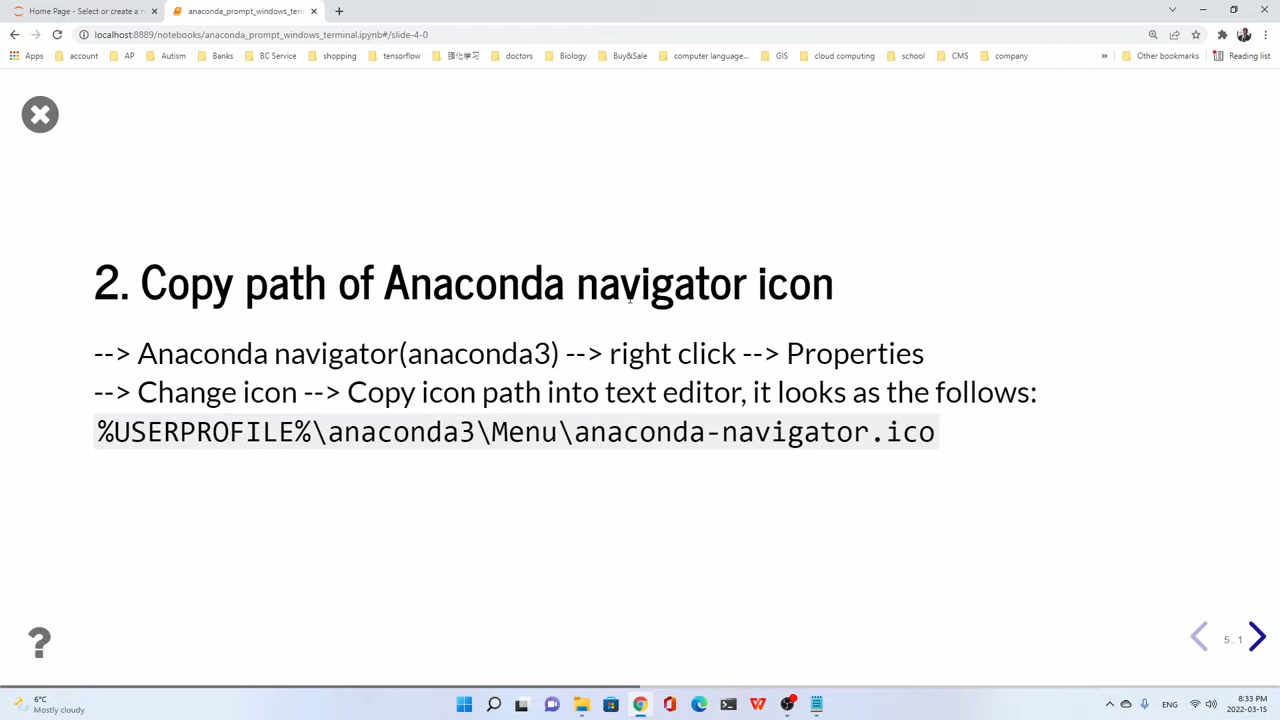 Home Page - Select or create a n
anaconda_prompt_windows_term
localhost:8889/notebooks/anaconda_prompt_windows_terminal.ipynb#/slide-4-0
Apps account AP Autism Banks BC Service shopping tensorflow 强化学习 doctors Biology Buy&Sale computer language... GIS cloud computing school CMS company » Other bookmarks Reading list
2. Copy path of Anaconda navigator icon
--> Anaconda navigator(anaconda3) --> right click --> Properties
--> Change icon --> Copy icon path into text editor, it looks as the follows:
%USERPROFILE%\anaconda3\Menu\anaconda-navigator.ico
?
5.1
6°C
Mostly cloudy
ENG
8:33 PM
2022-03-15